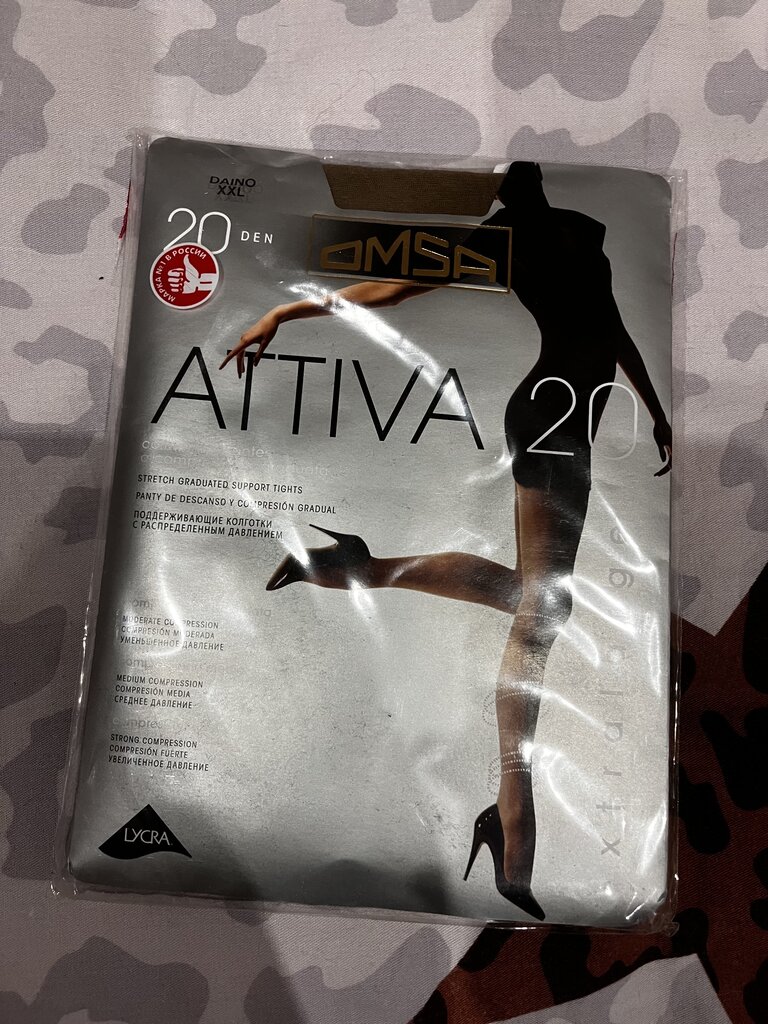 DAINO
XXL
20 DEN
OMSA
МАРКА №1 В РОССИИ
ATTIVA 20
STRETCH GRADUATED SUPPORT TIGHTS
PANTY DE DESCANSO Y COMPRESIÓN GRADUAL
ПОДДЕРЖИВАЮЩИЕ КОЛГОТКИ
С РАСПРЕДЕЛЕННЫМ ДАВЛЕНИЕМ
MODERATE COMPRESSION
COMPRESIÓN MODERADA
УМЕНЬШЕННОЕ ДАВЛЕНИЕ
MEDIUM COMPRESSION
COMPRESIÓN MEDIA
СРЕДНЕЕ ДАВЛЕНИЕ
STRONG COMPRESSION
COMPRESIÓN FUERTE
УВЕЛИЧЕННОЕ ДАВЛЕНИЕ
LYCRA